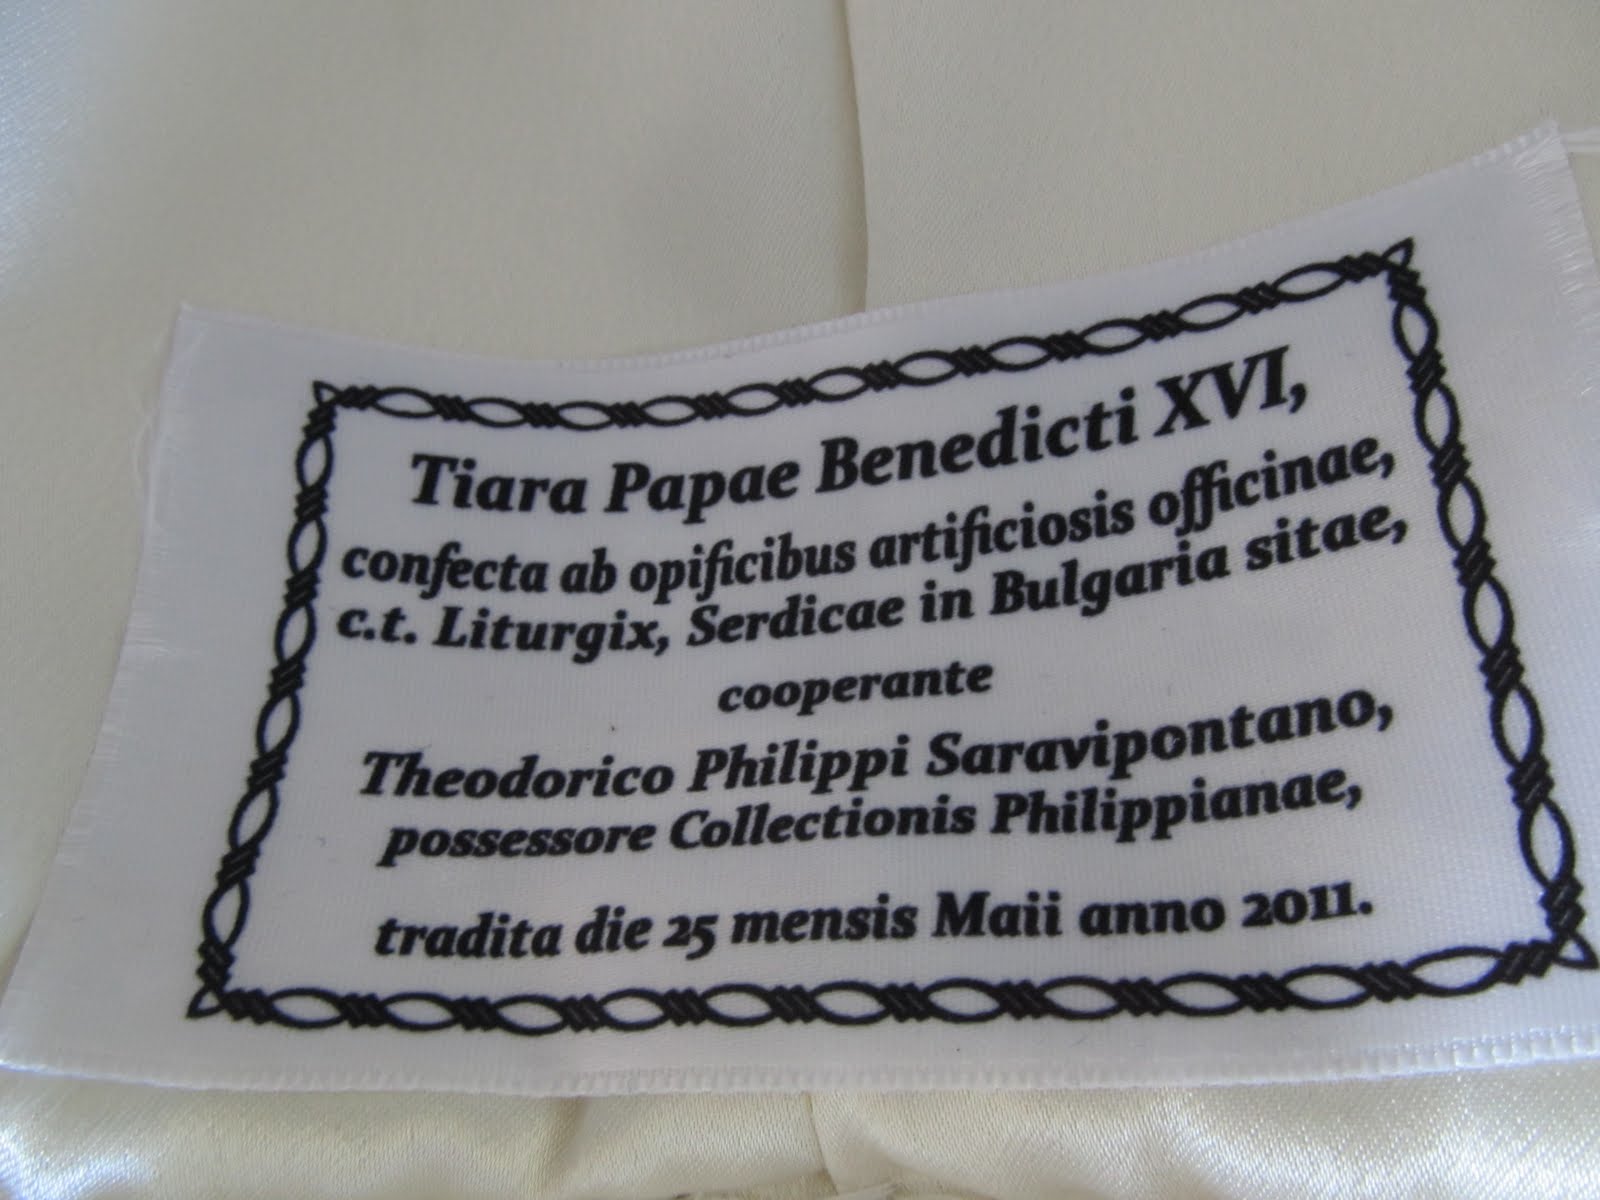 Tiara Papae Benedicti XVI,
confecta ab opificibus artificiosis officinae,
c.t. Liturgix, Serdicae in Bulgaria sitae,
cooperante
Theodorico Philippi Saravipontano,
possessore Collectionis Philippianae,
tradita die 25 mensis Maii anno 2011.